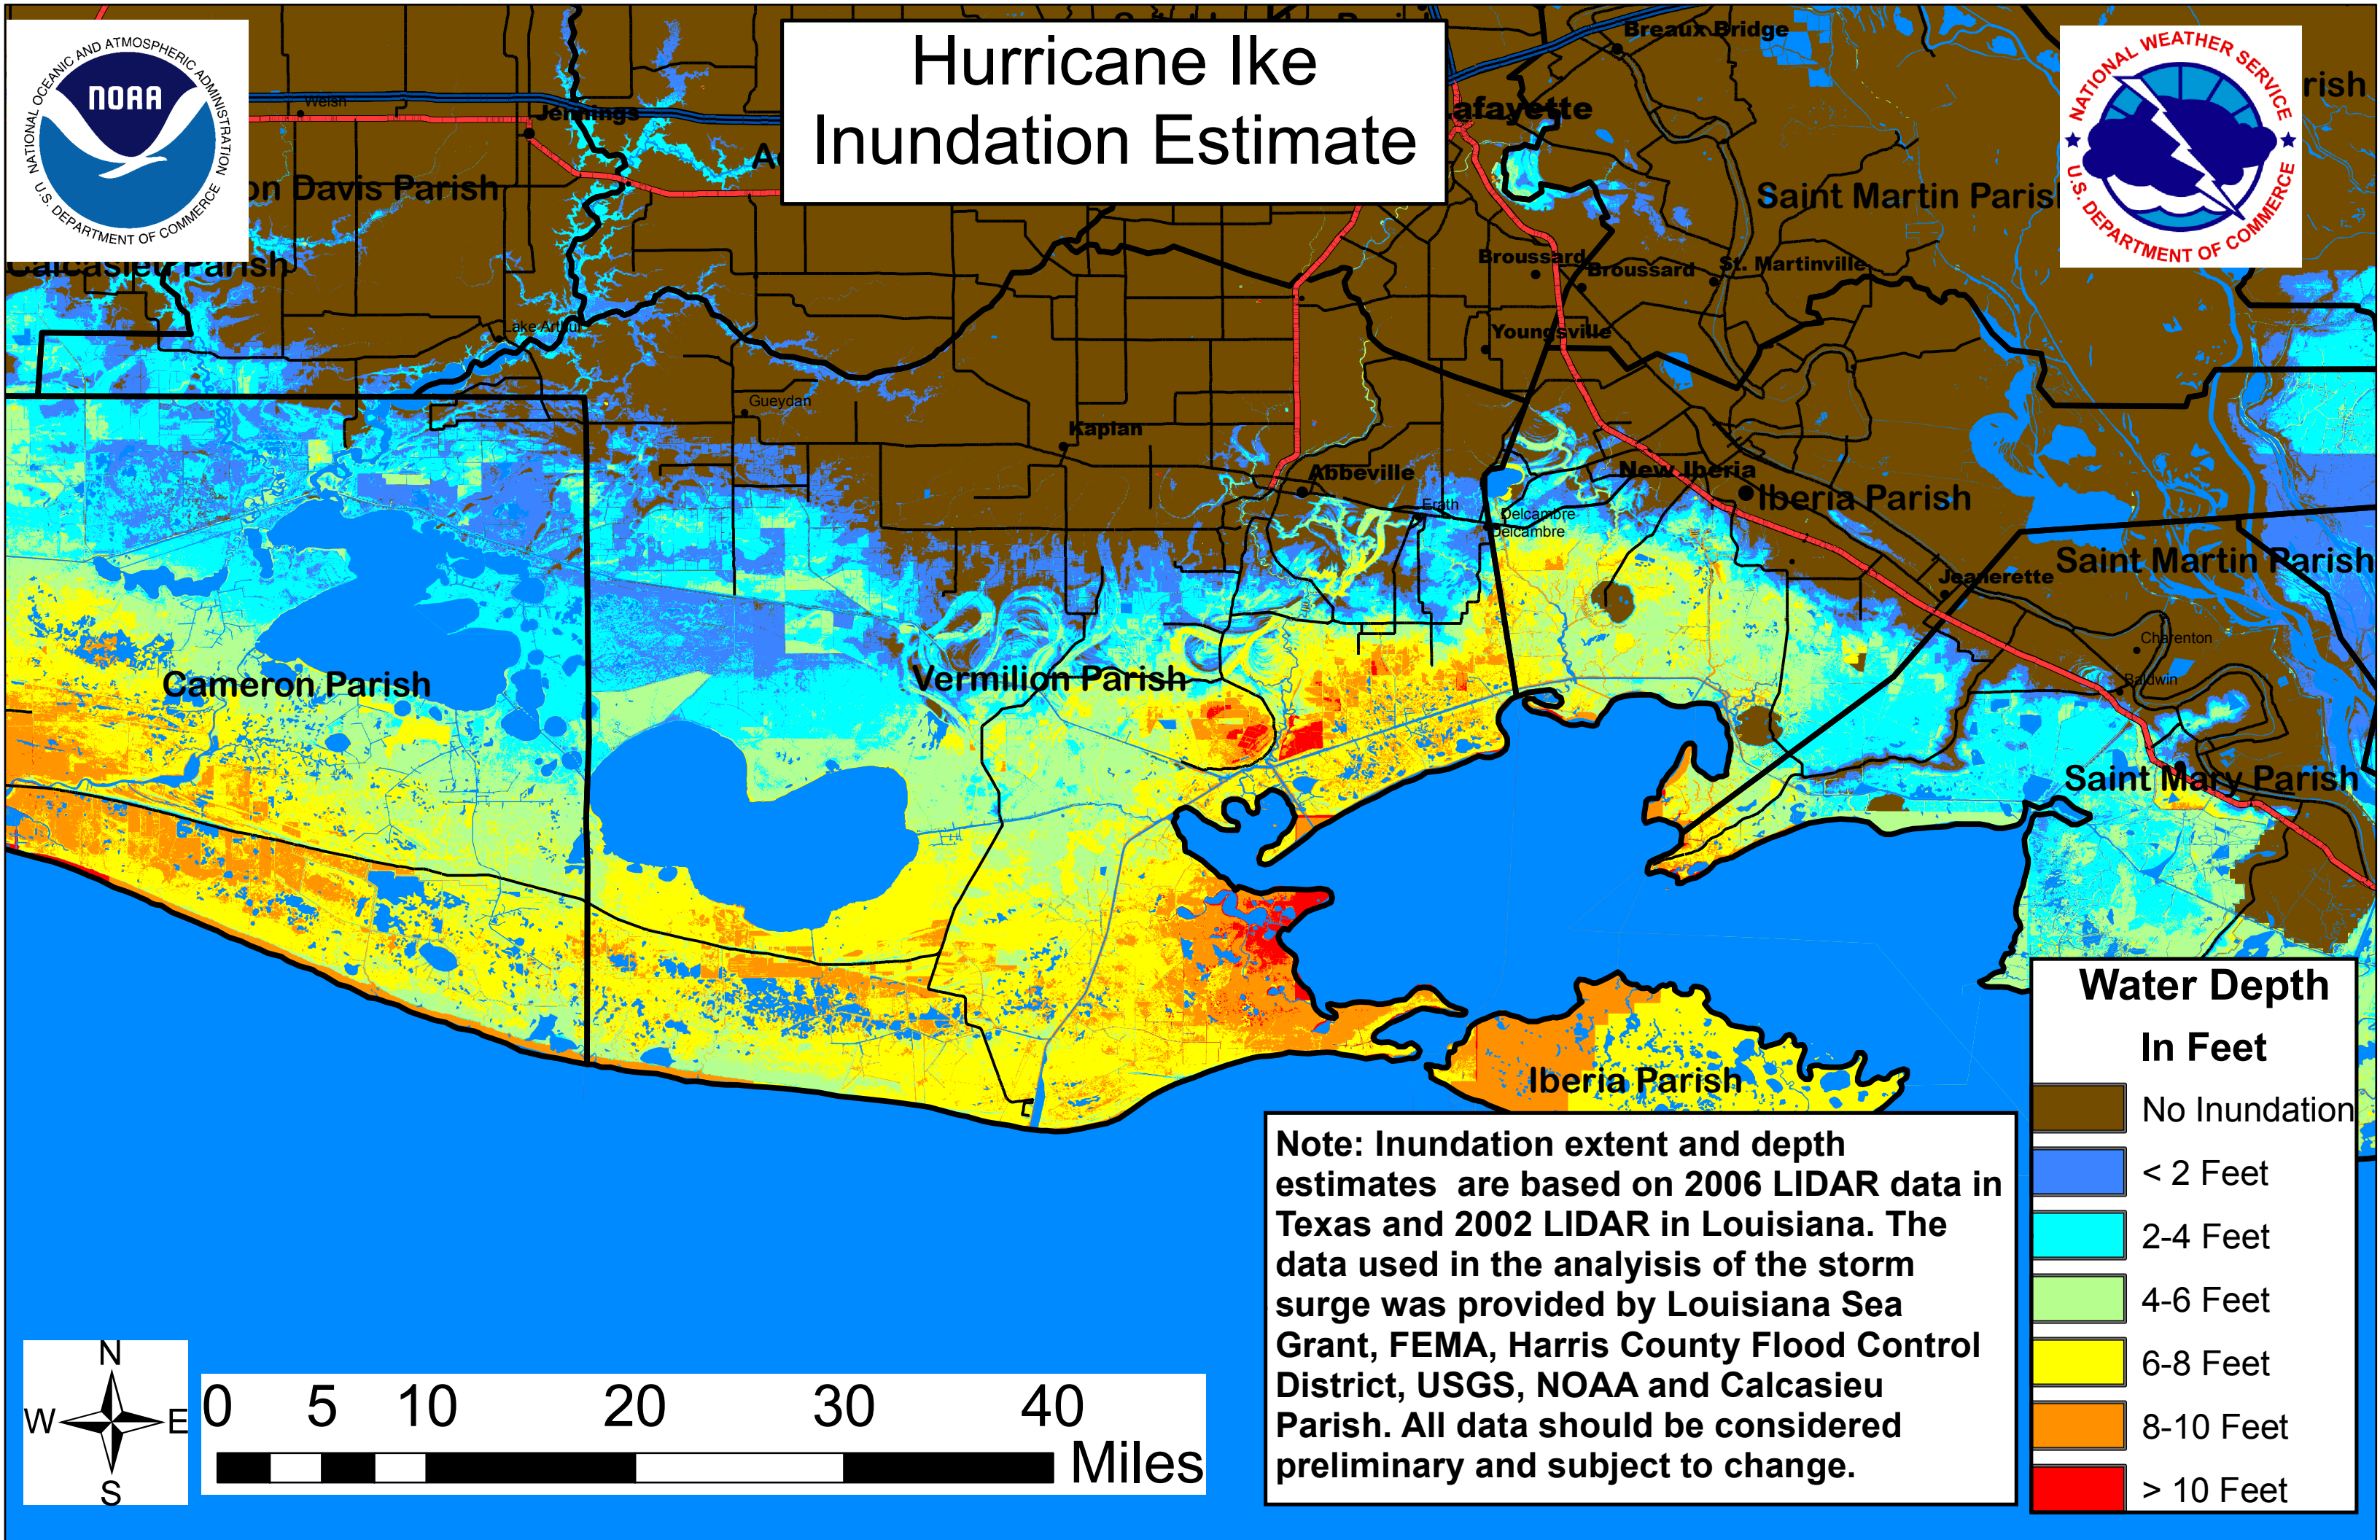 Hurricane Ike
Inundation Estimate
NATIONAL OCEANIC AND ATMOSPHERIC ADMINISTRATION
NOAA
U.S. DEPARTMENT OF COMMERCE
NATIONAL WEATHER SERVICE
U.S. DEPARTMENT OF COMMERCE
Breaux Bridge
rish
Welsh
Jennings
afayette
A
on Davis Parish
Saint Martin Paris
Calcasieu Parish
Broussard
Broussard
St. Martinville
Lake Arthur
Youngsville
Gueydan
Kaplan
Abbeville
New Iberia
Iberia Parish
Erath
Delcambre
Delcambre
Saint Martin Parish
Jeanerette
Charenton
Baldwin
Cameron Parish
Vermilion Parish
Saint Mary Parish
Iberia Parish
Water Depth
In Feet
No Inundation
< 2 Feet
2-4 Feet
4-6 Feet
6-8 Feet
8-10 Feet
> 10 Feet
Note: Inundation extent and depth
estimates are based on 2006 LIDAR data in
Texas and 2002 LIDAR in Louisiana. The
data used in the analyisis of the storm
surge was provided by Louisiana Sea
Grant, FEMA, Harris County Flood Control
District, USGS, NOAA and Calcasieu
Parish. All data should be considered
preliminary and subject to change.
N
W E
S
0 5 10 20 30 40
Miles